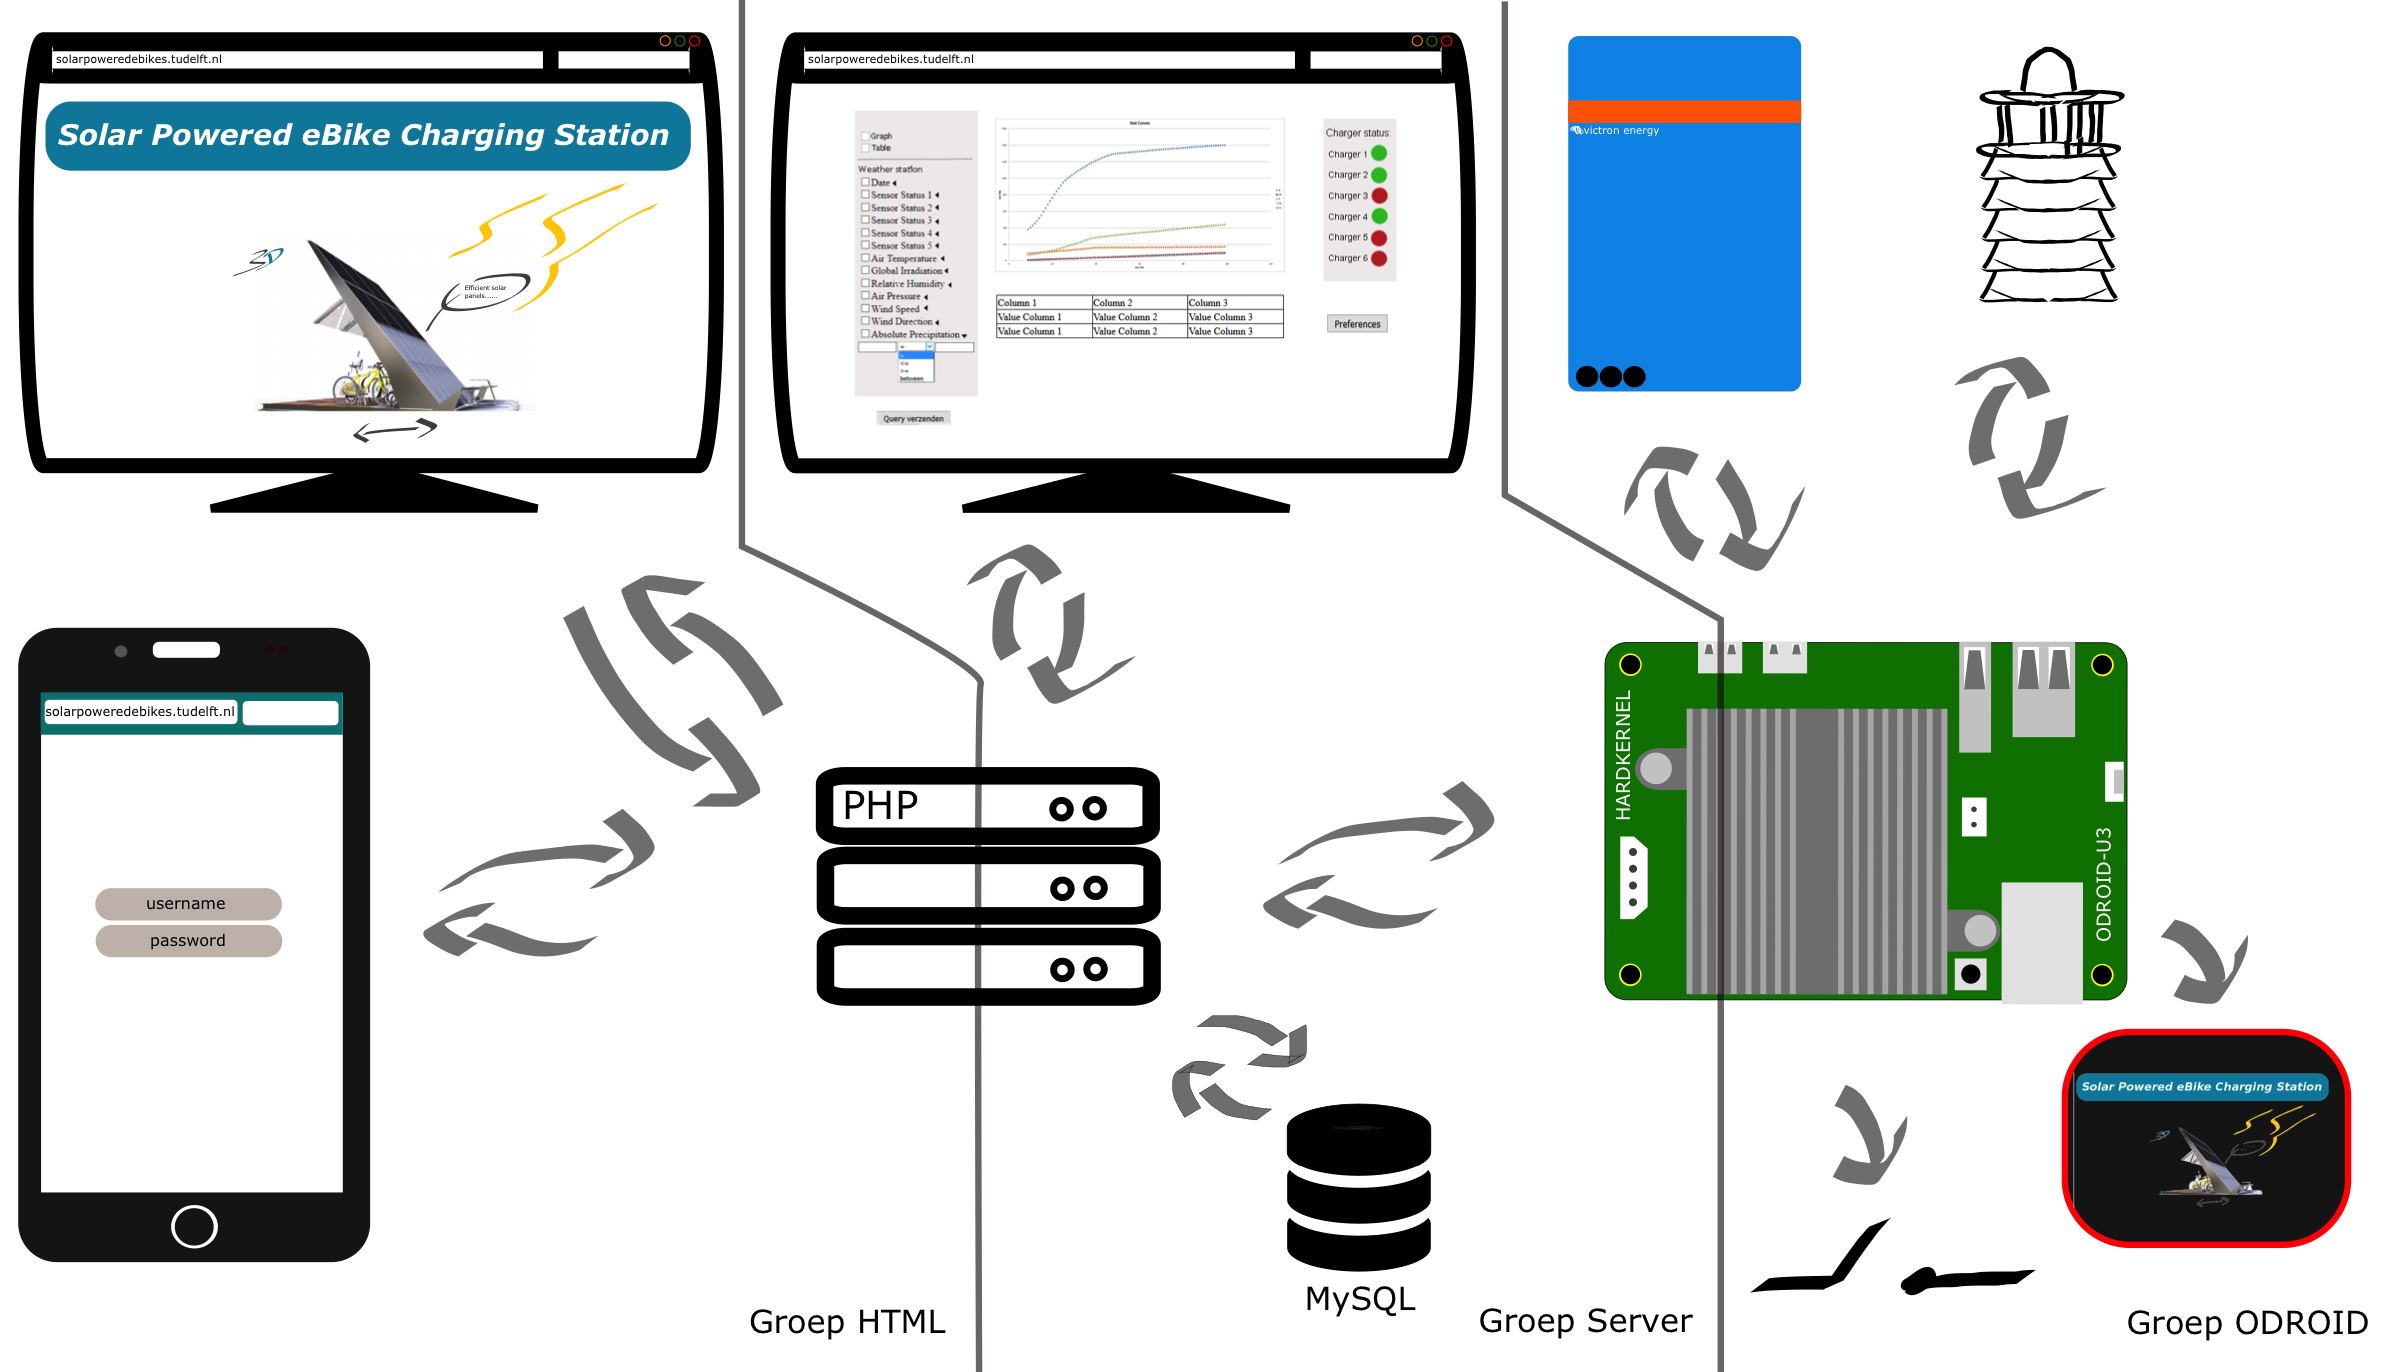 solarpoweredebikes.tudelft.nl
Solar Powered eBike Charging Station
Efficient solar
panels......
solarpoweredebikes.tudelft.nl
Graph
Table
Weather station
Date
Sensor Status 1
Sensor Status 2
Sensor Status 3
Sensor Status 4
Sensor Status 5
Air Temperature
Global Irradiation
Relative Humidity
Air Pressure
Wind Speed
Wind Direction
Absolute Precipitation
between
Query verzenden
Charger status:
Charger 1
Charger 2
Charger 3
Charger 4
Charger 5
Charger 6
Column 1 Column 2 Column 3
Value Column 1 Value Column 2 Value Column 3
Value Column 1 Value Column 2 Value Column 3
Preferences
victron energy
solarpoweredebikes.tudelft.nl
username
password
PHP
MySQL
HARDKERNEL
ODROID-U3
Solar Powered eBike Charging Station
Groep HTML
Groep Server
Groep ODROID